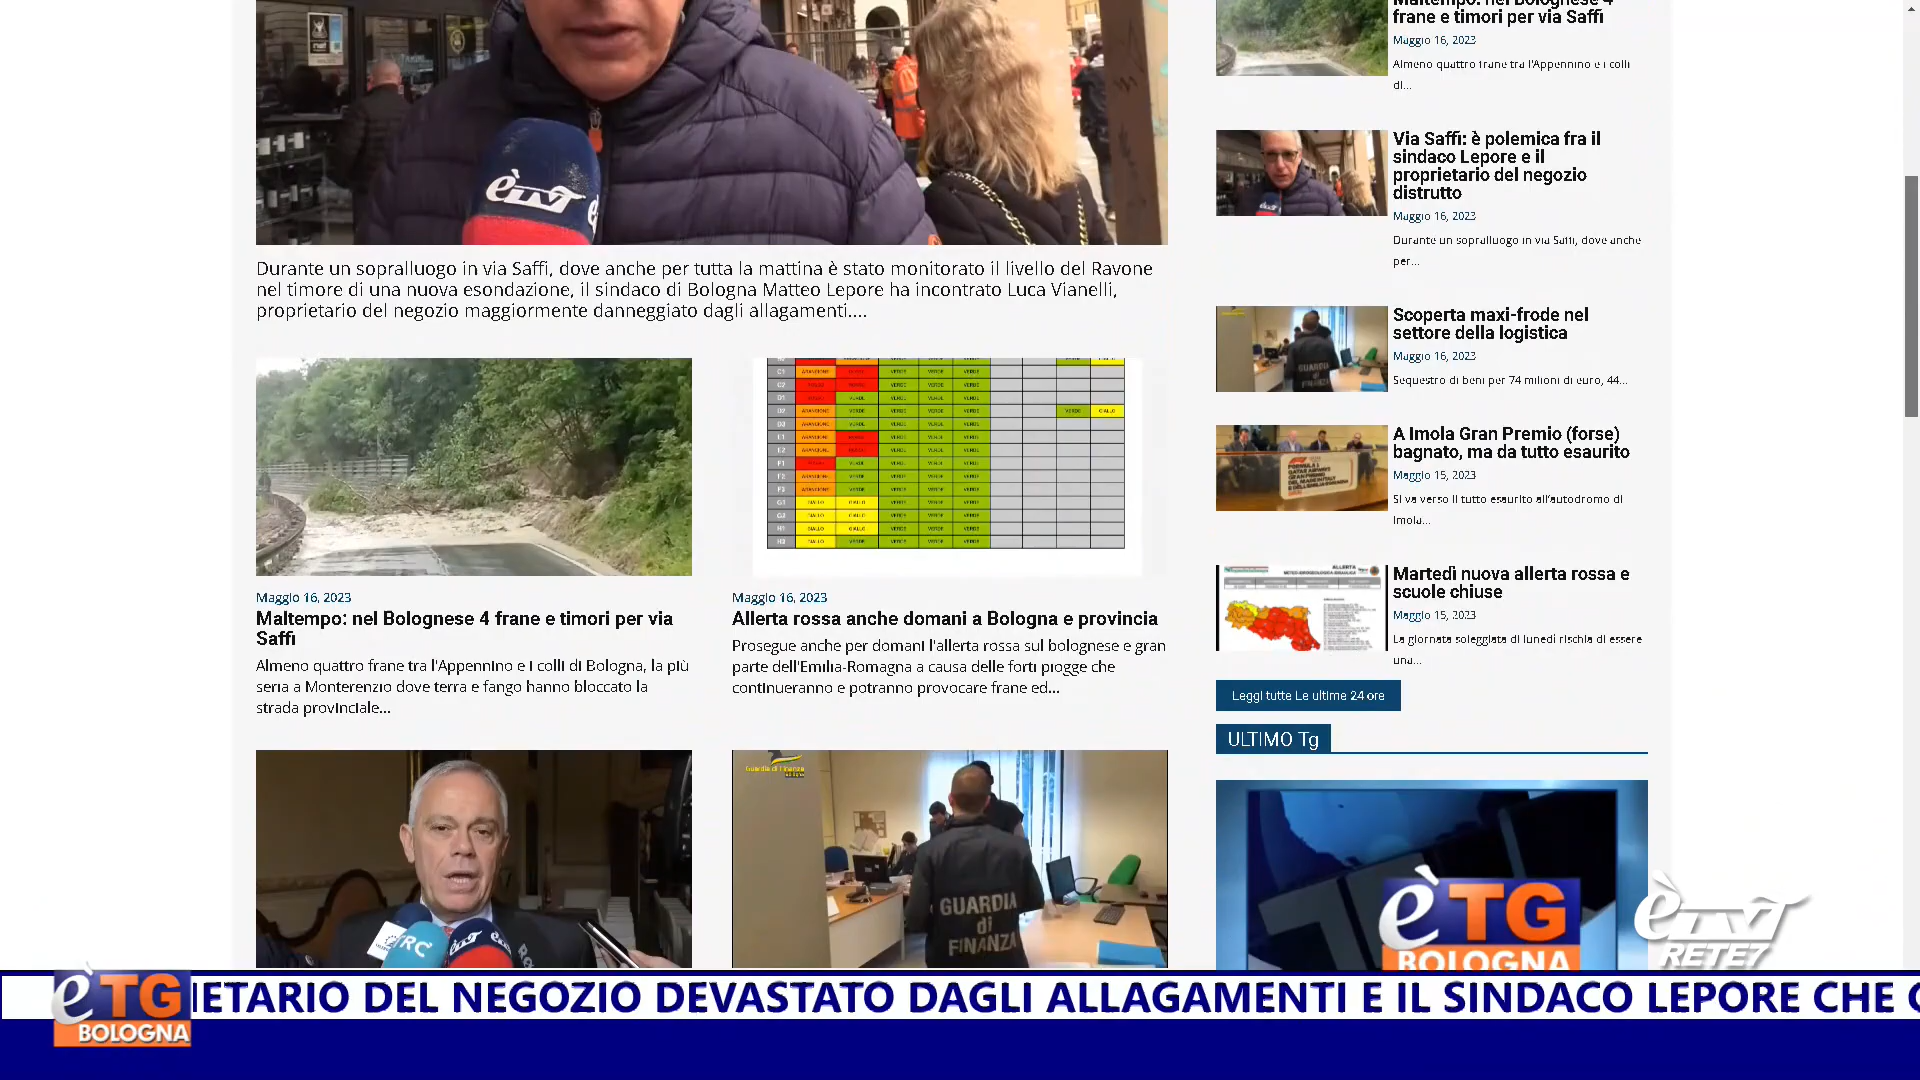 Durante un sopralluogo in via Saffi, dove anche per tutta la mattina è stato monitorato il livello del Ravone
nel timore di una nuova esondazione, il sindaco di Bologna Matteo Lepore ha incontrato Luca Vianelli,
proprietario del negozio maggiormente danneggiato dagli allagamenti....
Maggio 16, 2023
Maltempo: nel Bolognese 4 frane e timori per via
Saffi
Almeno quattro frane tra l'Appennino e i colli di Bologna, la più
seria a Monterenzio dove terra e fango hanno bloccato la
strada provinciale...
Maggio 16, 2023
Allerta rossa anche domani a Bologna e provincia
Prosegue anche per domani l'allerta rossa sul bolognese e gran
parte dell'Emilia-Romagna a causa delle forti piogge che
continueranno e potranno provocare frane ed...
Guardia di Finanza
GUARDIA
di
FINANZA
Maltempo: nel Bolognese 4
frane e timori per via Saffi
Maggio 16, 2023
Almeno quattro frane tra l'Appennino e i colli
di...
Via Saffi: è polemica fra il
sindaco Lepore e il
proprietario del negozio
distrutto
Maggio 16, 2023
Durante un sopralluogo in via Saffi, dove anche
per...
Scoperta maxi-frode nel
settore della logistica
Maggio 16, 2023
Sequestro di beni per 74 milioni di euro, 44...
A Imola Gran Premio (forse)
bagnato, ma da tutto esaurito
Maggio 15, 2023
Si va verso il tutto esaurito all'autodromo di
Imola...
Martedì nuova allerta rossa e
scuole chiuse
Maggio 15, 2023
La giornata soleggiata di lunedì rischia di essere
una...
Leggi tutte Le ultime 24 ore
ULTIMO Tg
èTG
BOLOGNA
èTV
RETE7
èTG
BOLOGNA
IETARIO DEL NEGOZIO DEVASTATO DAGLI ALLAGAMENTI E IL SINDACO LEPORE CHE